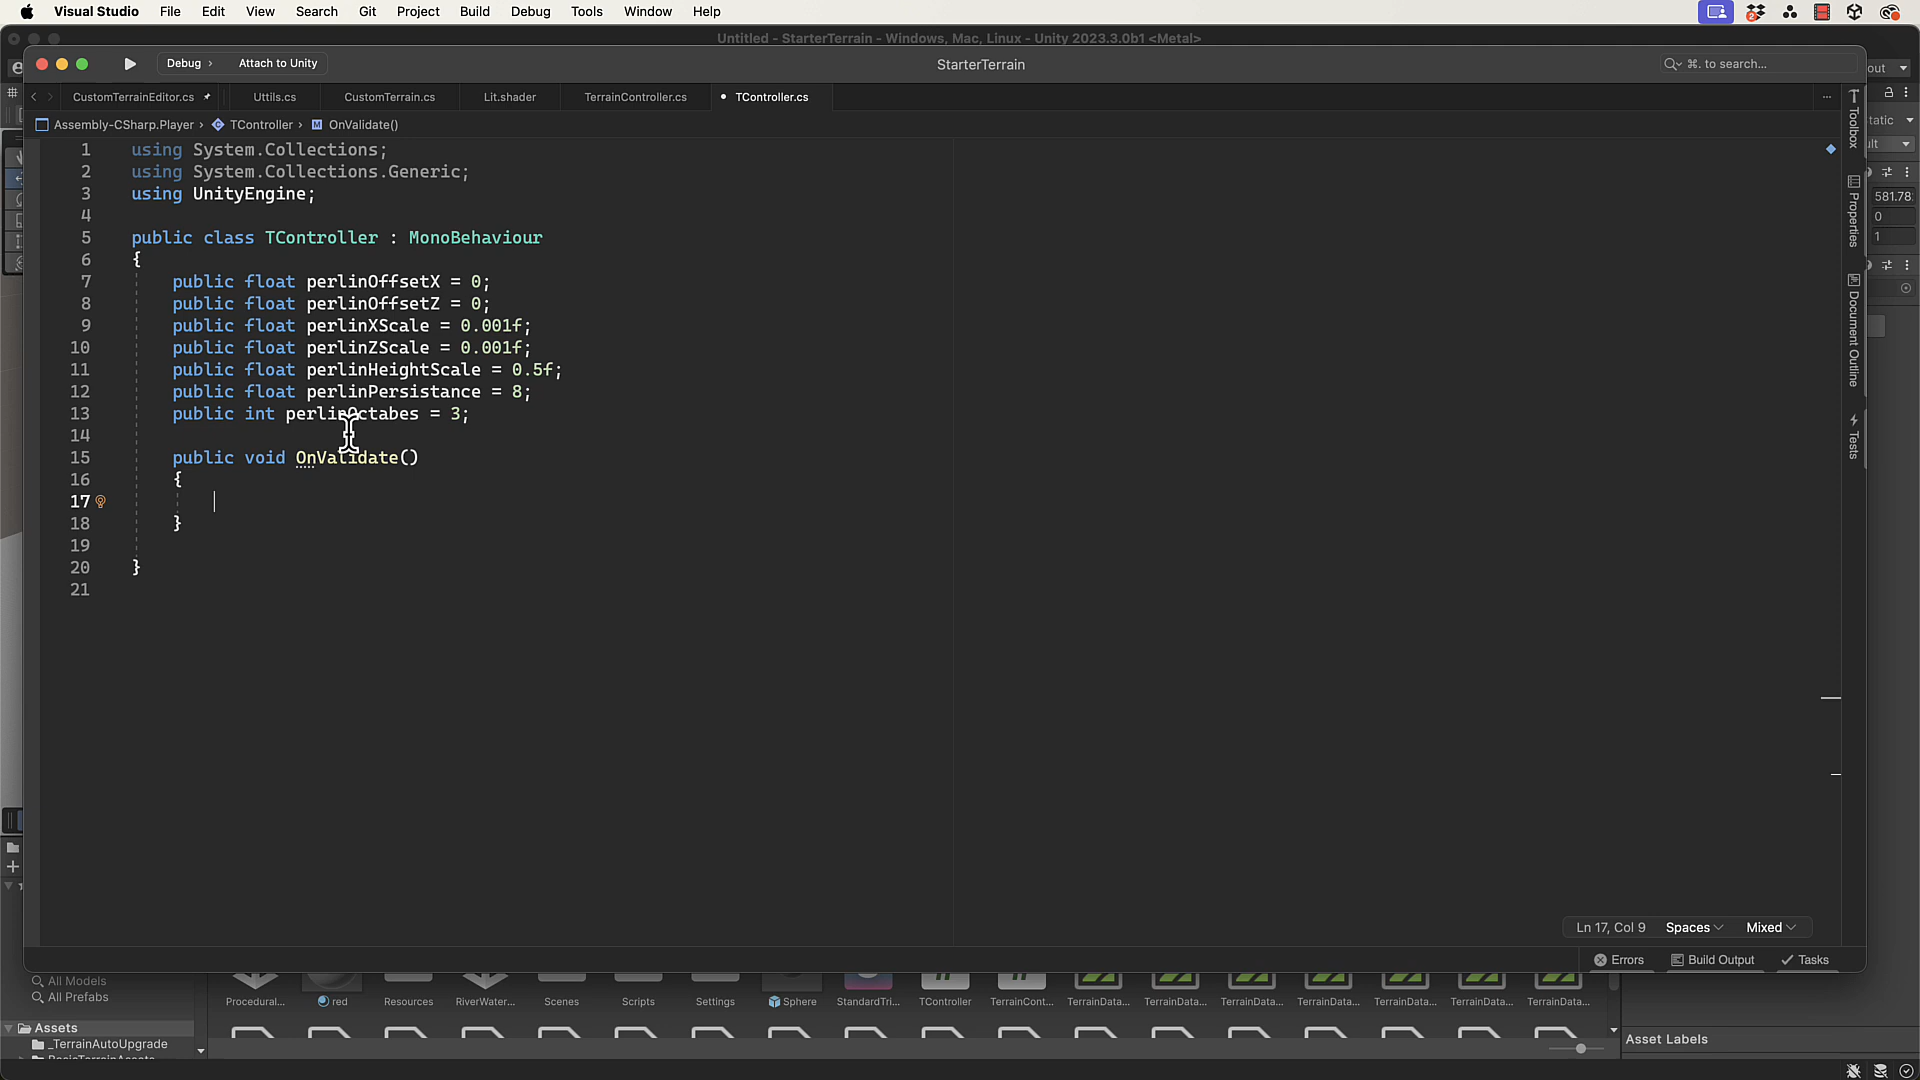 Visual Studio File Edit View Search Git Project Build Debug Tools Window Help
Untitled - StarterTerrain - Windows, Mac, Linux - Unity 2023.3.0b1 <Metal>
Debug › Attach to Unity
StarterTerrain
⌘. to search...
out
CustomTerrainEditor.cs Uttils.cs CustomTerrain.cs Lit.shader TerrainController.cs • TController.cs
Assembly-CSharp.Player › TController › OnValidate()
tatic
ult
581.78
0
1
Toolbox
Properties
Document Outline
Tests
1 using System.Collections;
2 using System.Collections.Generic;
3 using UnityEngine;
4
5 public class TController : MonoBehaviour
6 {
7 public float perlinOffsetX = 0;
8 public float perlinOffsetZ = 0;
9 public float perlinXScale = 0.001f;
10 public float perlinZScale = 0.001f;
11 public float perlinHeightScale = 0.5f;
12 public float perlinPersistance = 8;
13 public int perlinOctabes = 3;
14
15 public void OnValidate()
16 {
17
18 }
19
20 }
21
Ln 17, Col 9 Spaces Mixed
Errors Build Output Tasks
All Models
All Prefabs
Assets
_TerrainAutoUpgrade
BasicTerrainAssets
Procedural... red Resources RiverWater... Scenes Scripts Settings Sphere StandardTri... TController TerrainCont... TerrainData... TerrainData... TerrainData... TerrainData... TerrainData... TerrainData... TerrainData...
Asset Labels